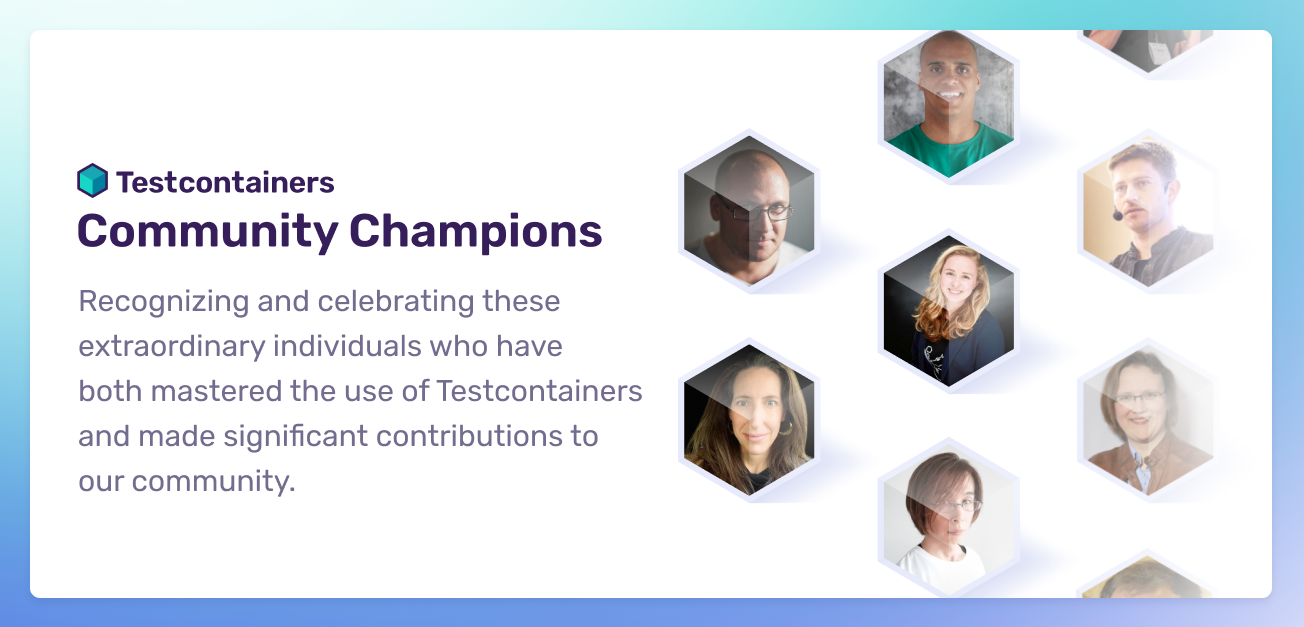 Testcontainers
Community Champions
Recognizing and celebrating these
extraordinary individuals who have
both mastered the use of Testcontainers
and made significant contributions to
our community.